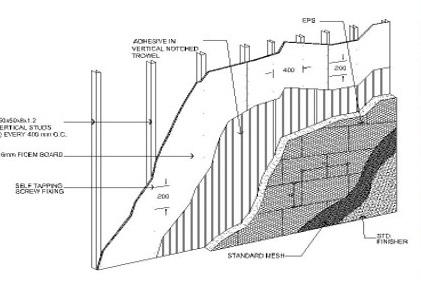 EPS
ADHESIVE IN
VERTICAL NOTCHED
TROWEL
400
200
50x50x8x1.2
VERTICAL STUDS
EVERY 400 mm O.C.
6mm FICEM BOARD
SELF TAPPING
SCREW FIXING
200
STD
FINISHER
STANDARD MESH